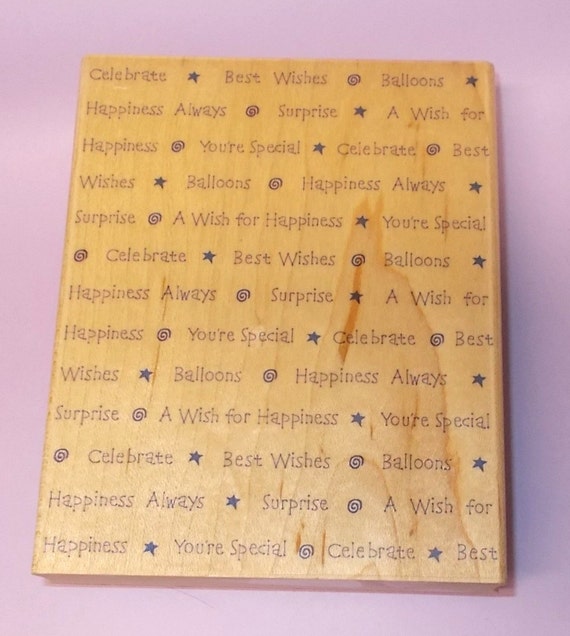 Celebrate ★ Best Wishes Balloons ★
Happiness Always Surprise ★ A Wish for
Happiness You're Special ★ Celebrate Best
Wishes ★ Balloons Happiness Always ★
Surprise A Wish for Happiness ★ You're Special
Celebrate ★ Best Wishes Balloons ★
Happiness Always Surprise ★ A Wish for
Happiness You're Special ★ Celebrate Best
Wishes ★ Balloons Happiness Always ★
Surprise A Wish for Happiness ★ You're Special
Celebrate ★ Best Wishes Balloons ★
Happiness Always ★ Surprise A Wish for
Happiness ★ You're Special Celebrate ★ Best